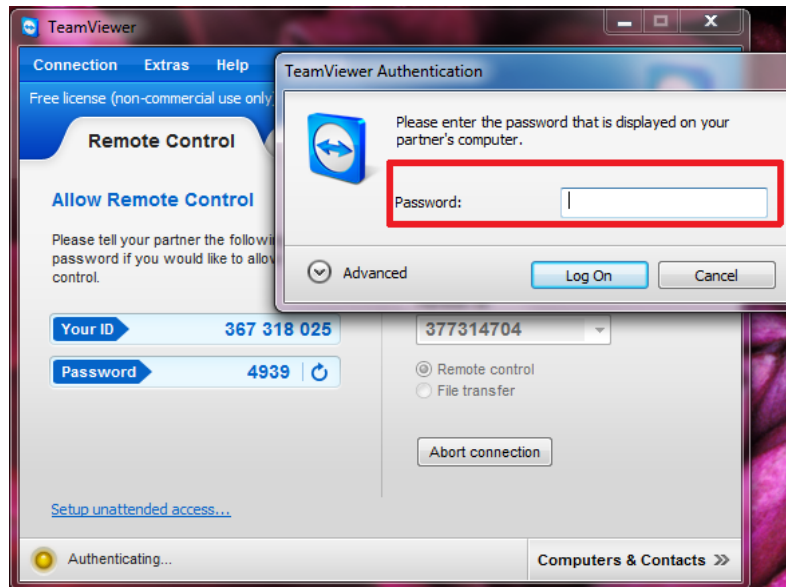 TeamViewer
Connection Extras Help
Free license (non-commercial use only)
Remote Control
Allow Remote Control
Please tell your partner the followi
password if you would like to allow
control.
Your ID 367 318 025
Password 4939
Setup unattended access...
Authenticating...
TeamViewer Authentication
Please enter the password that is displayed on your
partner's computer.
Password:
Advanced
Log On Cancel
377314704
Remote control
File transfer
Abort connection
Computers & Contacts >>